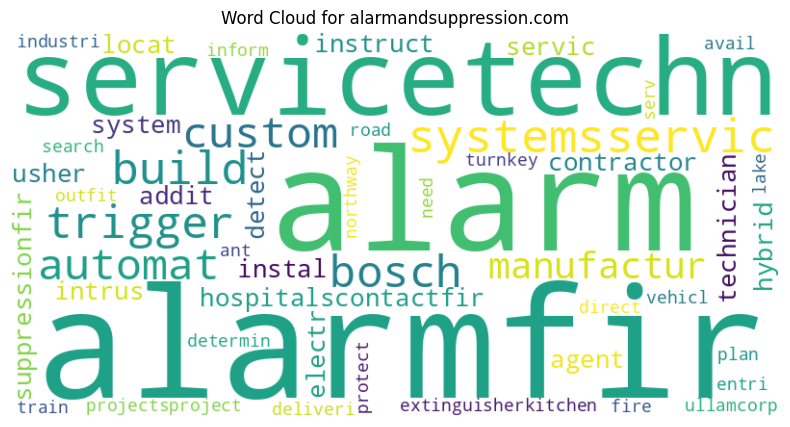 Word Cloud for alarmandsuppression.com
industri locat inform instruct servic avail
servicetechn
serv
system custom road systemsservic
search
usher build detect turnkey contractor
outfit addit northway need technician lake
suppressionfir trigger ant alarm hybrid
automat instal bosch manufactur
intrus hospitalscontactfir direct vehicl
alarmfir
determin electr protect agent plan
entri
train projectsproject deliveri extinguisherkitchen fire ullamcorp